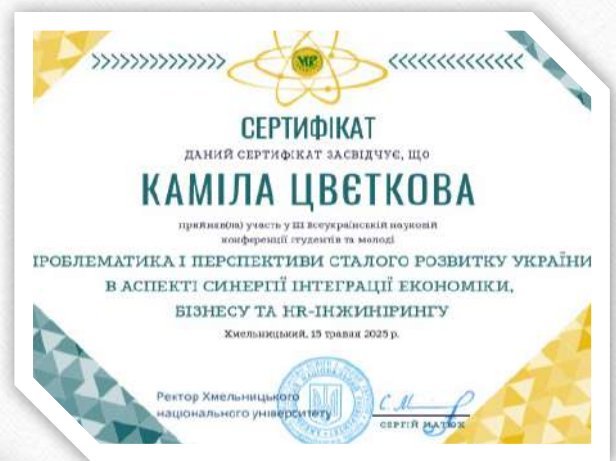 СЕРТИФІКАТ
ДАНИЙ СЕРТИФІКАТ ЗАСВІДЧУЄ, ЩО
КАМІЛА ЦВЄТКОВА
прийняв(ла) участь у ІІІ Всеукраїнській науковій
конференції студентів та молоді
РОБЛЕМАТИКА І ПЕРСПЕКТИВИ СТАЛОГО РОЗВИТКУ УКРАЇНИ
В АСПЕКТІ СИНЕРГІЇ ІНТЕГРАЦІЇ ЕКОНОМІКИ,
БІЗНЕСУ ТА HR-ІНЖИНІРИНГУ
Хмельницький, 15 травня 2025 р.
Ректор Хмельницького
національного університету
СЕРГІЙ МАТЮХ